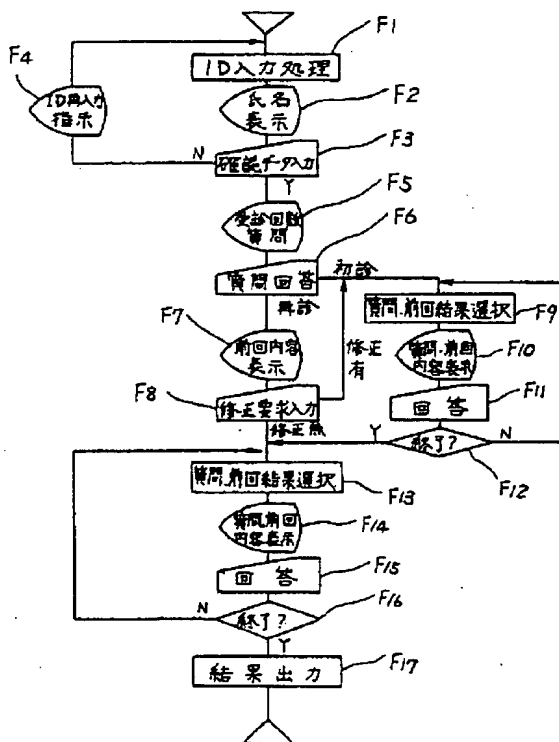 F1
ID入力処理
F4
ID再入力
指示
氏名
表示
F2
F3
N
確認データ入力
Y
F5
受診回数
質問
F6
質問回答
初診
再診
F7
前回内容
表示
修正
有
F8
修正要求入力
修正無
質問、前回結果選択
F9
質問、前回
内容表示
F10
F11
回答
Y
終了?
N
F12
質問、前回結果選択
F13
質問、前回
内容表示
F14
回答
F15
N
終了?
F16
Y
結果出力
F17